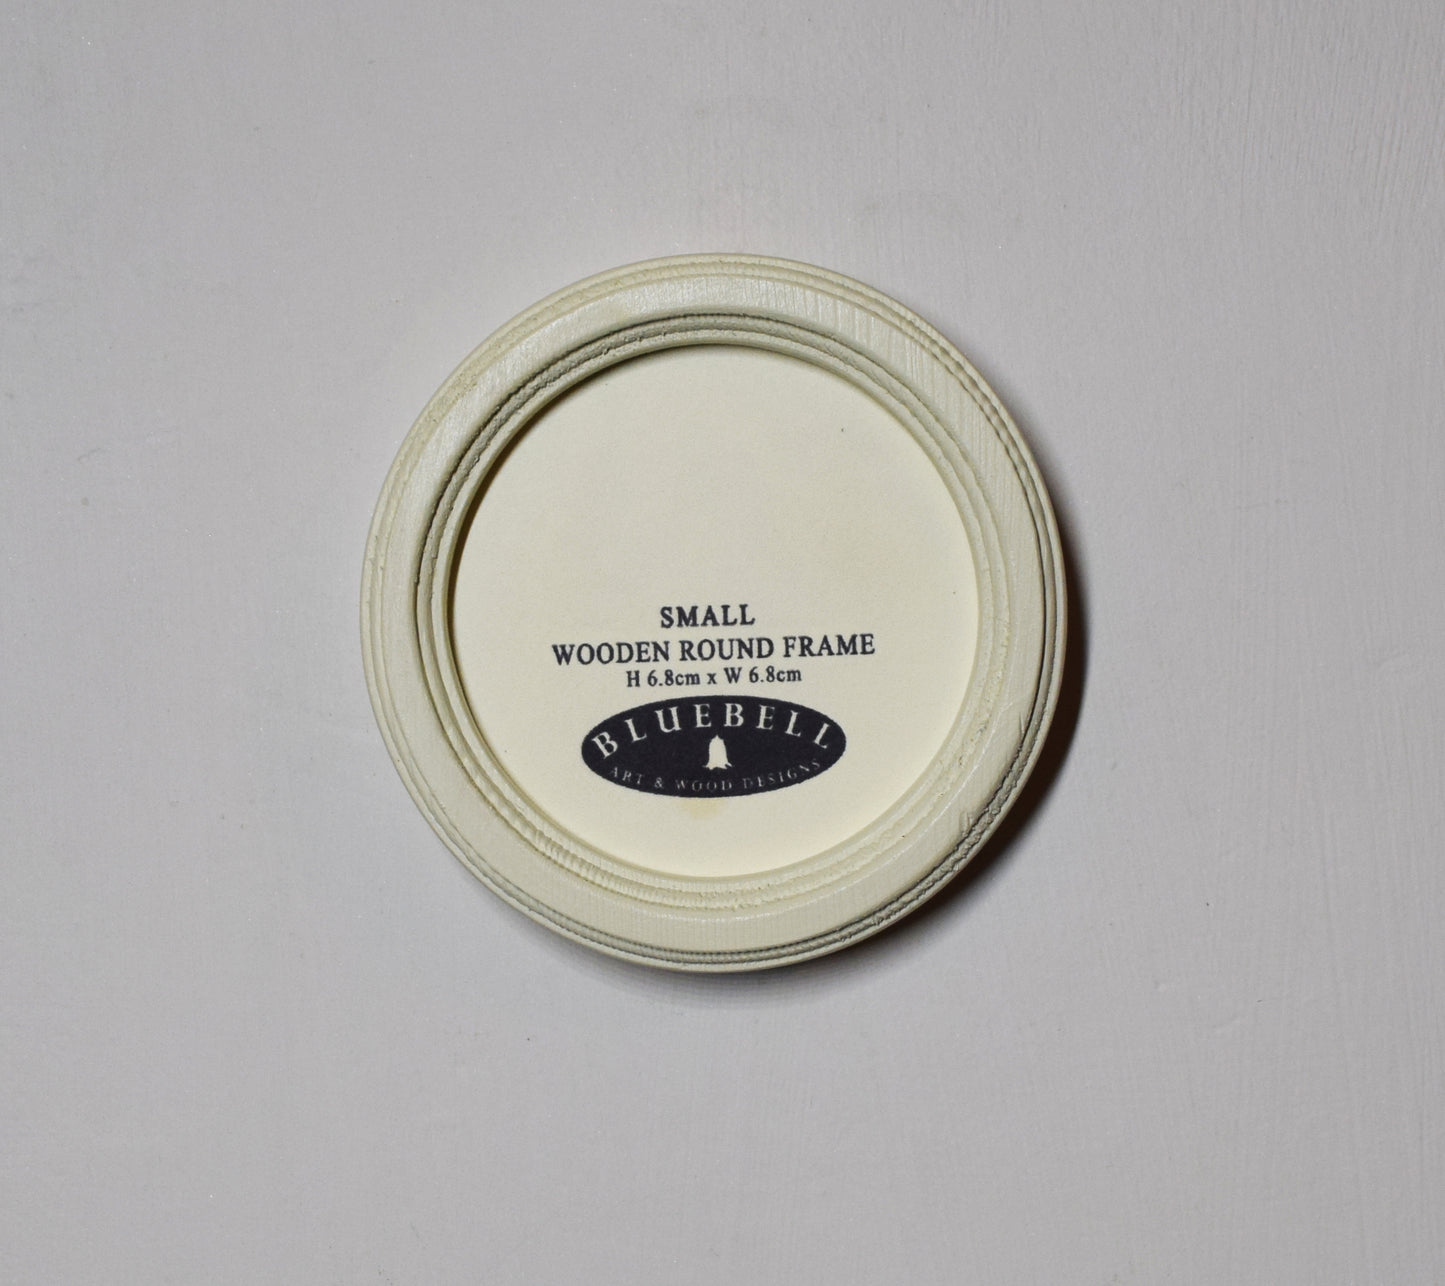 SMALL
WOODEN ROUND FRAME
H 6.8cm x W 6.8cm
BLUEBELL
ART & WOOD DESIGNS